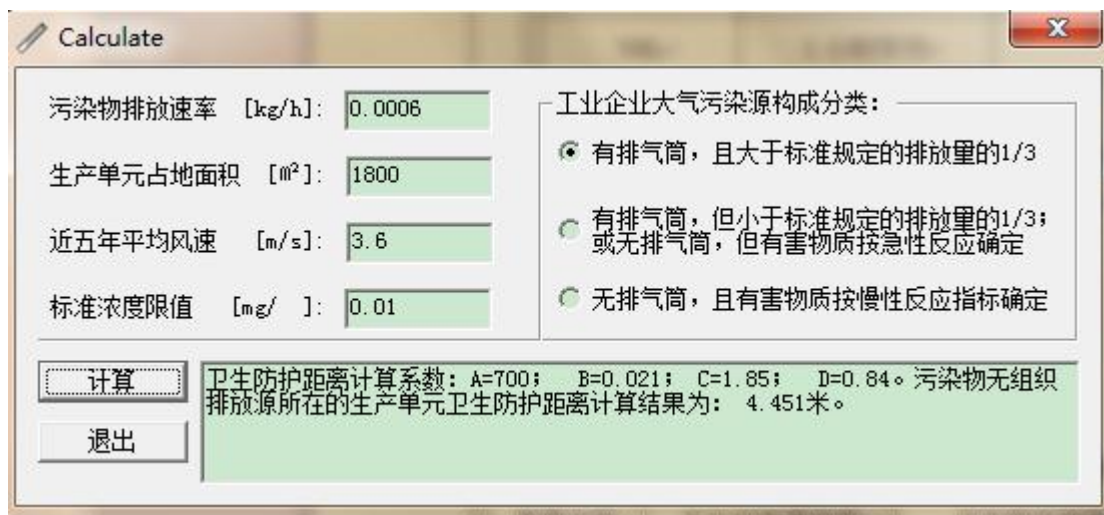 Calculate
污染物排放速率 [kg/h]: 0.0006
生产单元占地面积 [m²]: 1800
近五年平均风速 [m/s]: 3.6
标准浓度限值 [mg/ ]: 0.01
工业企业大气污染源构成分类:
有排气筒，且大于标准规定的排放量的1/3
有排气筒，但小于标准规定的排放量的1/3;
或无排气筒，但有害物质按急性反应确定
无排气筒，且有害物质按慢性反应指标确定
计算
退出
卫生防护距离计算系数: A=700; B=0.021; C=1.85; D=0.84。污染物无组织
排放源所在的生产单元卫生防护距离计算结果为: 4.451米。